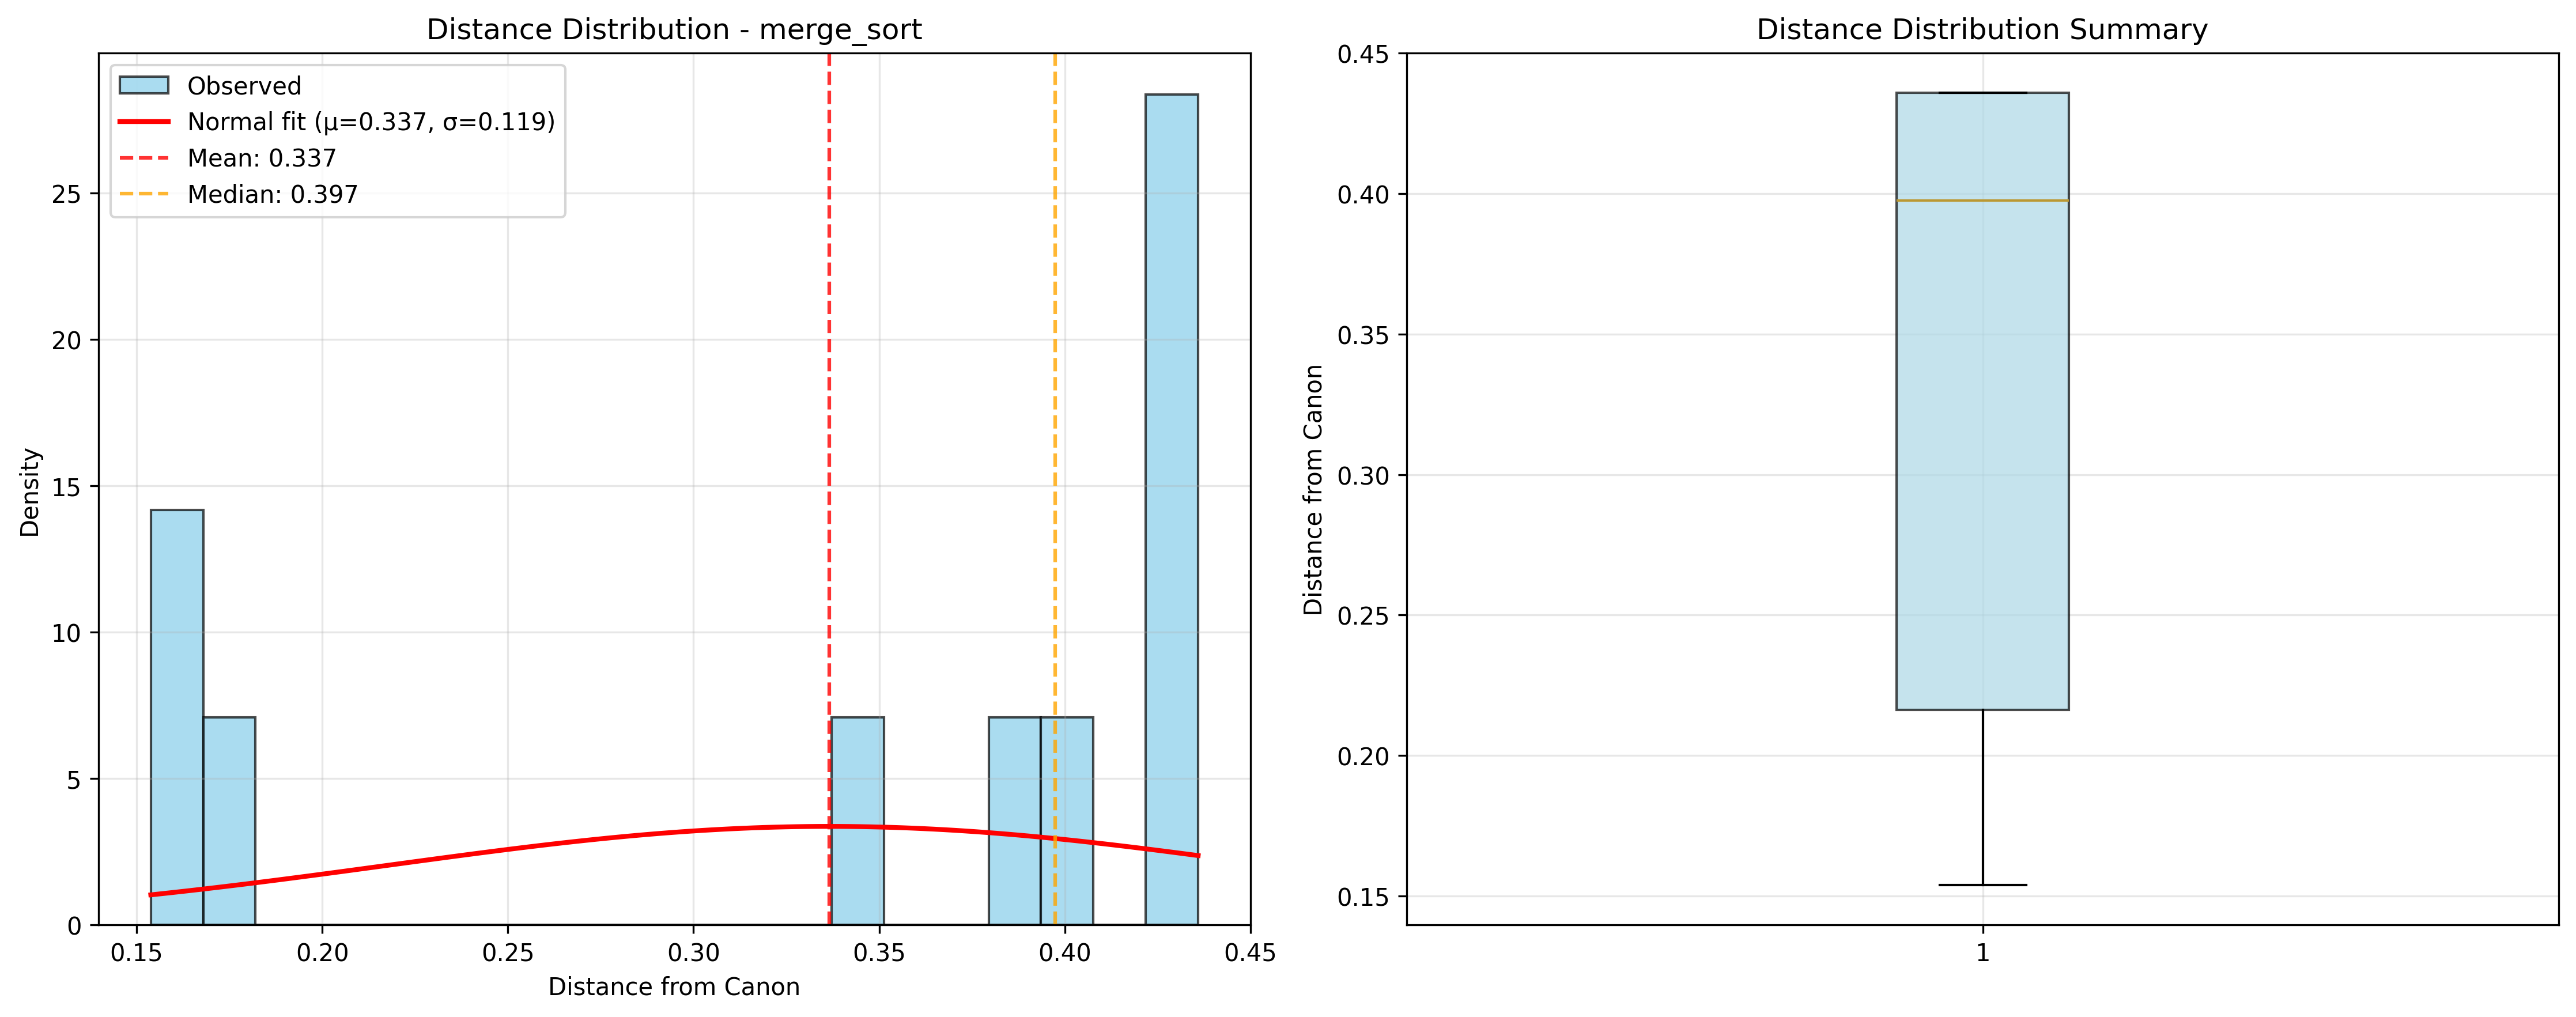 Distance Distribution - merge_sort
Observed
Normal fit (μ=0.337, σ=0.119)
Mean: 0.337
Median: 0.397
Density
25
20
15
10
5
0
0.15 0.20 0.25 0.30 0.35 0.40 0.45
Distance from Canon
Distance Distribution Summary
Distance from Canon
0.45
0.40
0.35
0.30
0.25
0.20
0.15
1